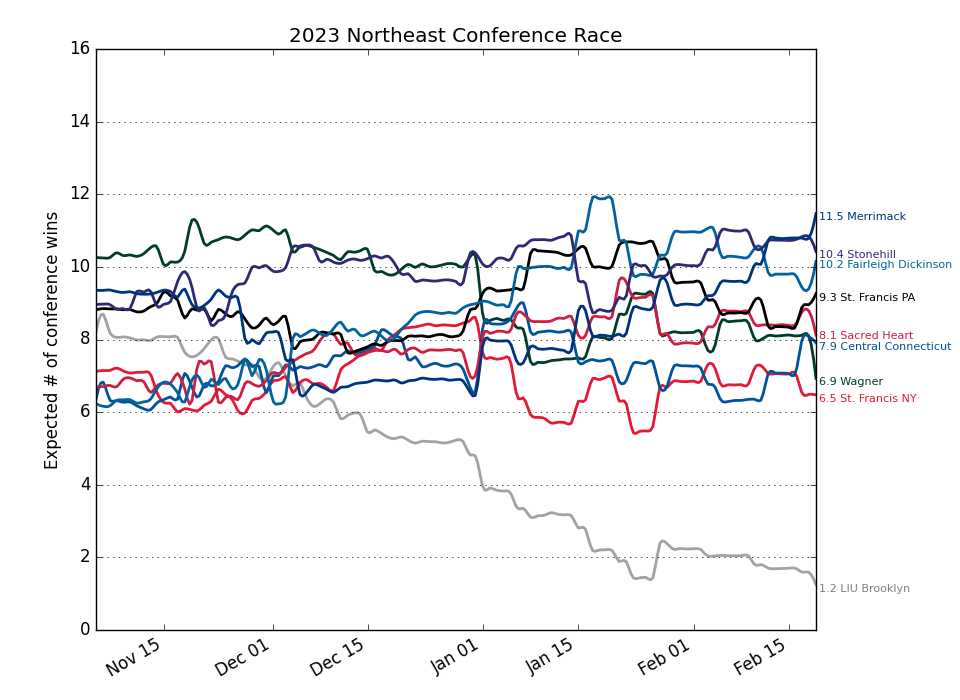 2023 Northeast Conference Race
Expected # of conference wins
16
14
12
10
8
6
4
2
0
Nov 15
Dec 01
Dec 15
Jan 01
Jan 15
Feb 01
Feb 15
11.5 Merrimack
10.4 Stonehill
10.2 Fairleigh Dickinson
9.3 St. Francis PA
8.1 Sacred Heart
7.9 Central Connecticut
6.9 Wagner
6.5 St. Francis NY
1.2 LIU Brooklyn